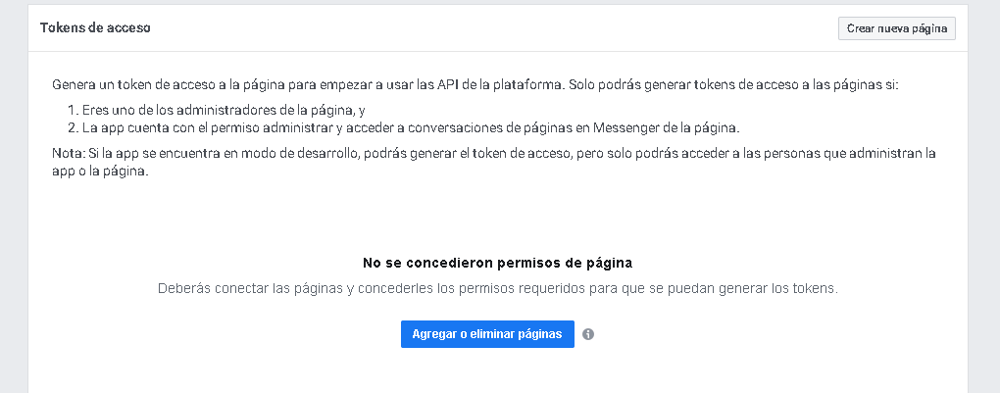 Tokens de acceso
Crear nueva página
Genera un token de acceso a la página para empezar a usar las API de la plataforma. Solo podrás generar tokens de acceso a las páginas si:
1. Eres uno de los administradores de la página, y
2. La app cuenta con el permiso administrar y acceder a conversaciones de páginas en Messenger de la página.
Nota: Si la app se encuentra en modo de desarrollo, podrás generar el token de acceso, pero solo podrás acceder a las personas que administran la
app o la página.
No se concedieron permisos de página
Deberás conectar las páginas y concederles los permisos requeridos para que se puedan generar los tokens.
Agregar o eliminar páginas